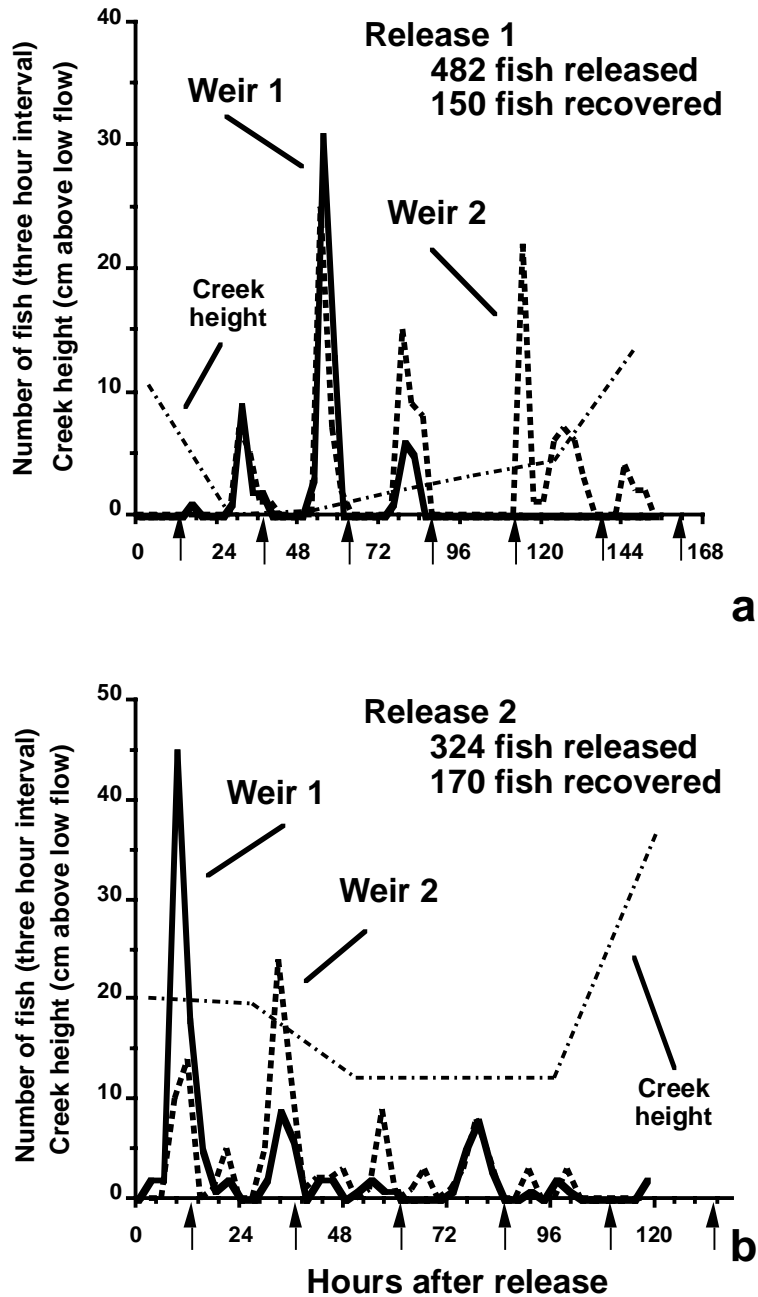 40
30
20
10
0
Number of fish (three hour interval)
Creek height (cm above low flow)
Release 1
482 fish released
150 fish recovered
Weir 1
Weir 2
Creek
height
0 24 48 72 96 120 144 168
a
50
40
30
20
10
0
Number of fish (three hour interval)
Creek height (cm above low flow)
Release 2
324 fish released
170 fish recovered
Weir 1
Weir 2
Creek
height
0 24 48 72 96 120
b
Hours after release